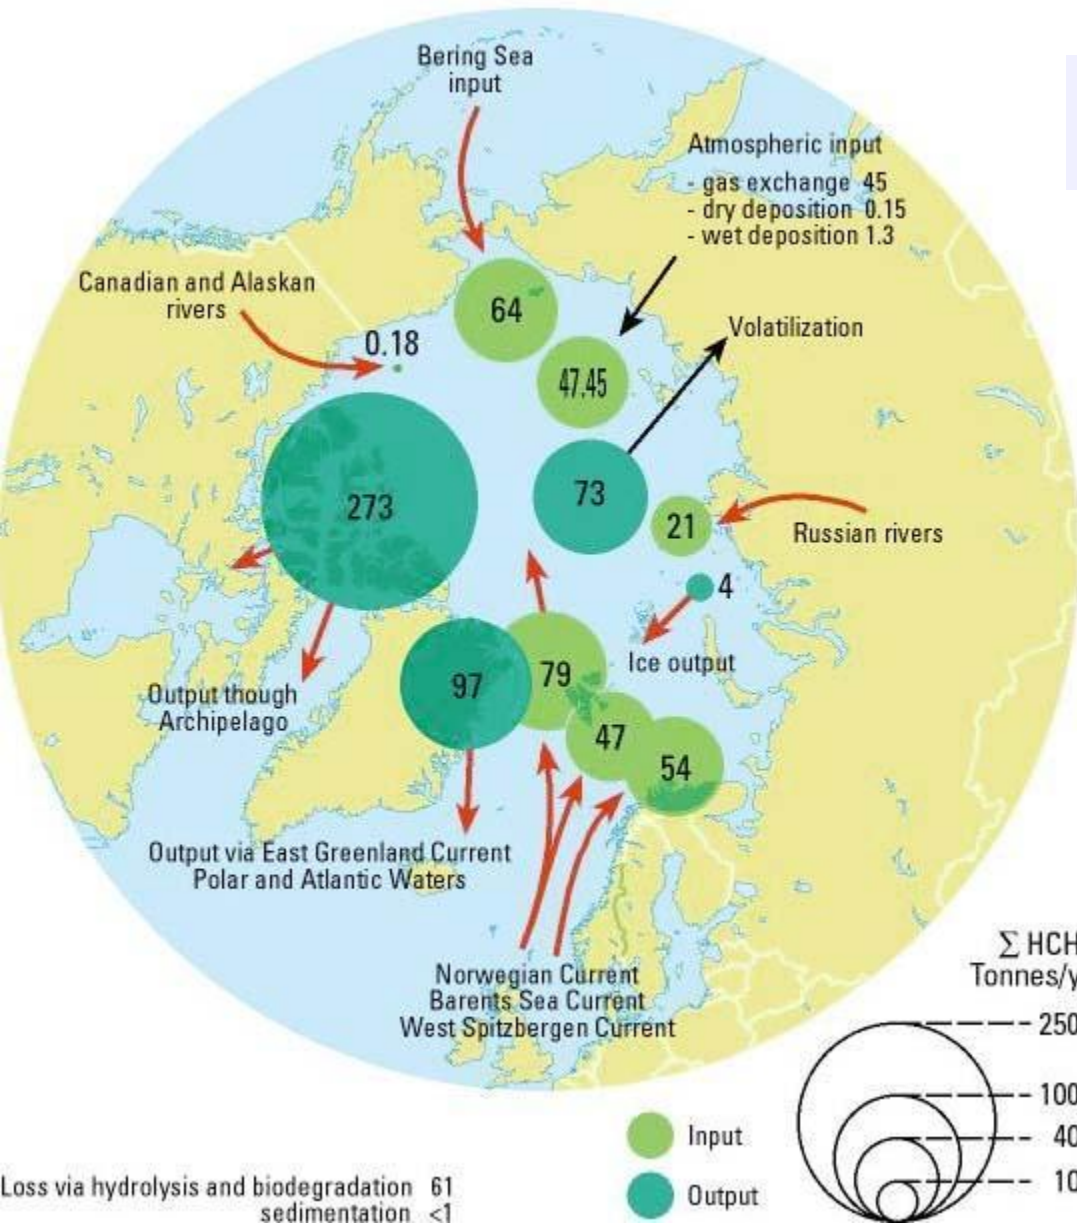 Bering Sea
input
Atmospheric input
- gas exchange 45
- dry deposition 0.15
- wet deposition 1.3
Canadian and Alaskan
rivers
0.18
64
Volatilization
47.45
273
73
21
Russian rivers
4
Ice output
97
79
47
54
Output though
Archipelago
Output via East Greenland Current
Polar and Atlantic Waters
Norwegian Current
Barents Sea Current
West Spitzbergen Current
Σ HCH
Tonnes/y
250
100
40
10
Input
Output
Loss via hydrolysis and biodegradation 61
sedimentation <1